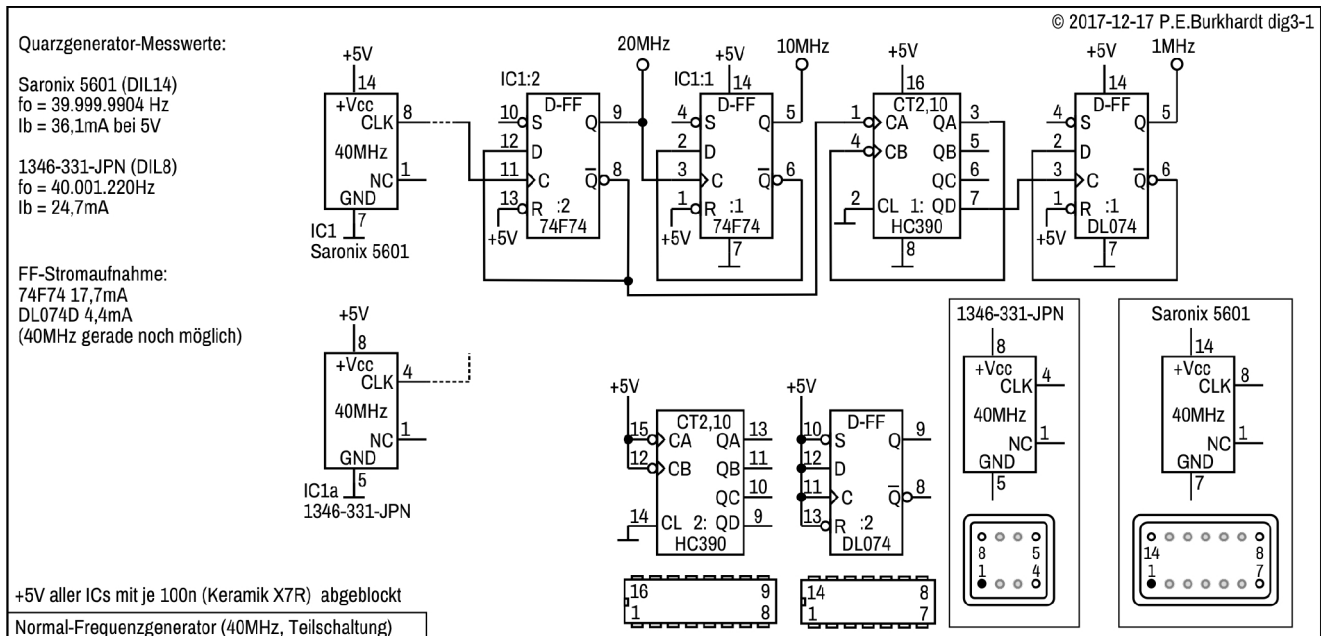 © 2017-12-17 P.E.Burkhardt dig3-1
Quarzgenerator-Messwerte:
Saronix 5601 (DIL14)
fo = 39.999.9904 Hz
Ib = 36,1mA bei 5V
1346-331-JPN (DIL8)
fo = 40.001.220Hz
Ib = 24,7mA
FF-Stromaufnahme:
74F74 17,7mA
DL074D 4,4mA
(40MHz gerade noch möglich)
+5V
14
+Vcc
CLK
8
40MHz
NC
1
GND
7
IC1
Saronix 5601
IC1:2
D-FF
10
S
Q
9
12
D
11
C
Q
8
13
R
:2
+5V
74F74
20MHz
IC1:1
+5V
14
D-FF
4
S
Q
5
2
D
3
C
Q
6
1
R
:1
+5V
74F74
7
10MHz
+5V
16
CT2,10
1
CA
QA
3
4
CB
QB
5
QC
6
2
CL
1:
QD
7
HC390
8
+5V
14
1MHz
D-FF
4
S
Q
5
2
D
3
C
Q
6
1
R
:1
+5V
DL074
7
+5V
8
+Vcc
CLK
4
40MHz
NC
1
GND
5
IC1a
1346-331-JPN
+5V
CT2,10
15
CA
QA
13
12
CB
QB
11
QC
10
14
CL
2:
QD
9
HC390
16
9
1
8
+5V
D-FF
10
S
Q
9
12
D
11
C
Q
8
13
R
:2
DL074
14
8
1
7
1346-331-JPN
8
+Vcc
CLK
4
40MHz
NC
1
GND
5
8
5
1
4
Saronix 5601
14
+Vcc
CLK
8
40MHz
NC
1
GND
7
14
8
1
7
+5V aller ICs mit je 100n (Keramik X7R) abgeblockt
Normal-Frequenzgenerator (40MHz, Teilschaltung)